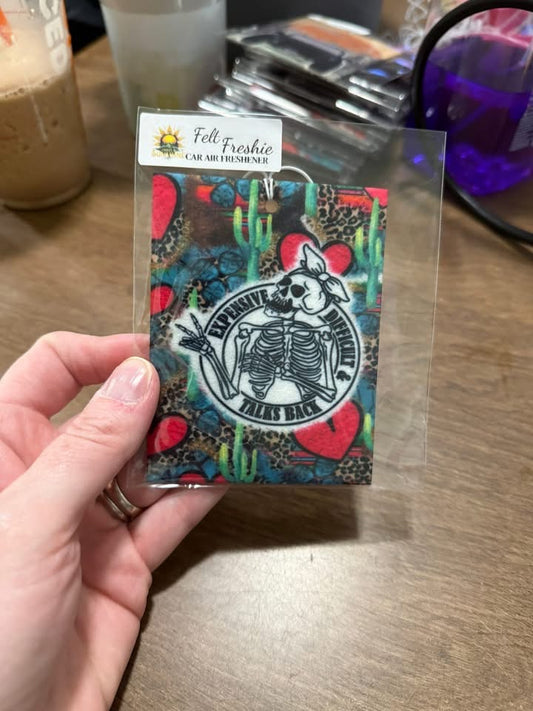 Felt
Freshie
CAR AIR FRESHENER
EXPENSIVE
DIFFICULT &
TALKS BACK